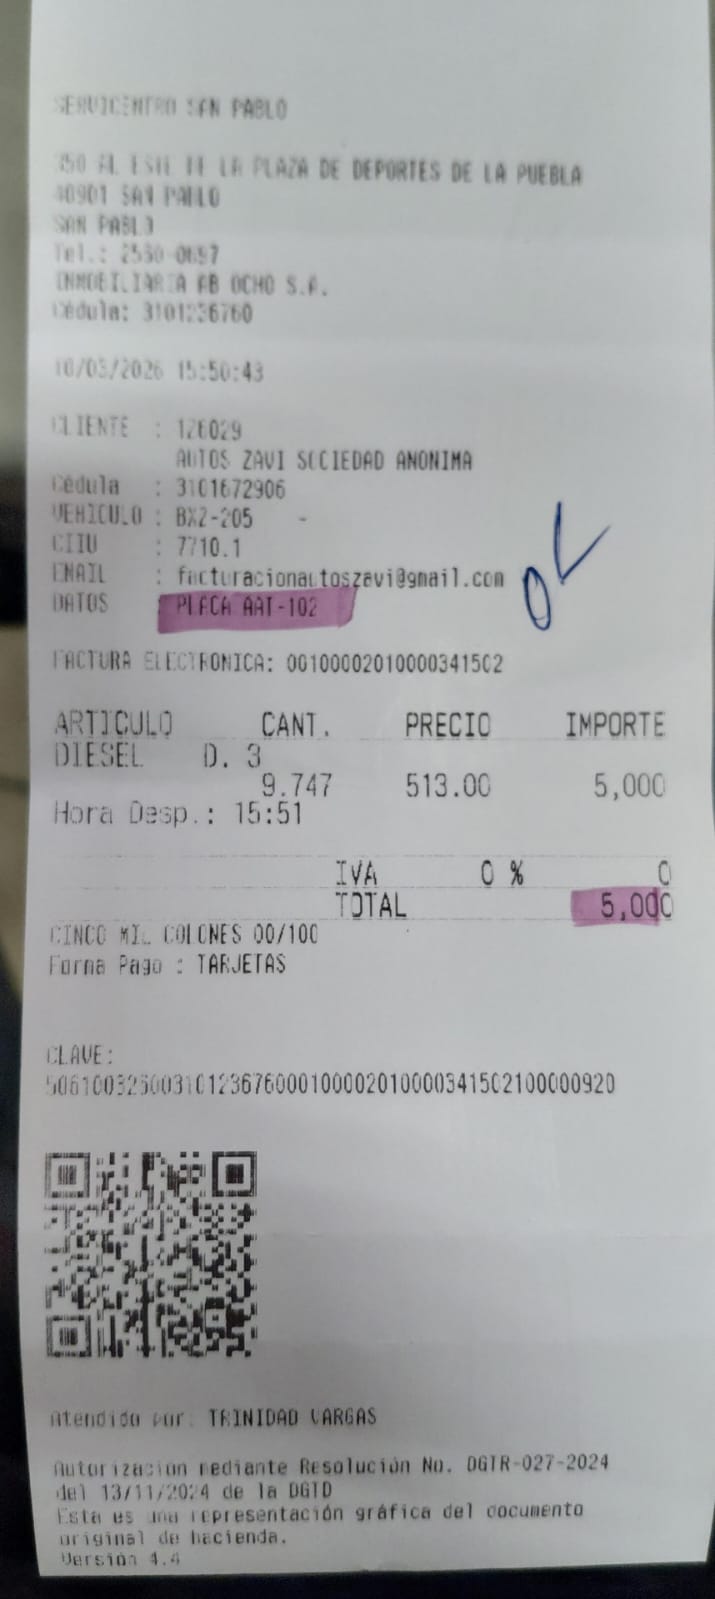 SERVICENTRO SAN PABLO
350 AL ESTE DE LA PLAZA DE DEPORTES DE LA PUEBLA
40901 SAN PABLO
SAN PABLO
Tel.: 2560-0697
INMOBILIARIA AB OCHO S.A.
Cédula: 3101236760
10/03/2026 15:50:43
CLIENTE : 126029
AUTOS ZAVI SOCIEDAD ANONIMA
Cédula : 3101672906
VEHICULO : BXZ-205 -
CIIU : 7710.1
EMAIL : facturacionautoszavi@gmail.com
DATOS PLACA AAT-102
OK
FACTURA ELECTRONICA: 00100002010000341502
ARTICULO CANT. PRECIO IMPORTE
DIESEL D. 3
9.747 513.00 5,000
Hora Desp.: 15:51
IVA 0 % 0
TOTAL 5,000
CINCO MIL COLONES 00/100
Forma Pago : TARJETAS
CLAVE:
50610032600310123676000100002010000341502100000920
Atendido por: TRINIDAD VARGAS
Autorizacion mediante Resolución No. DGTR-027-2024
del 13/11/2024 de la DGTD
Esta es una representación gráfica del documento
original de hacienda.
Versión 4.4